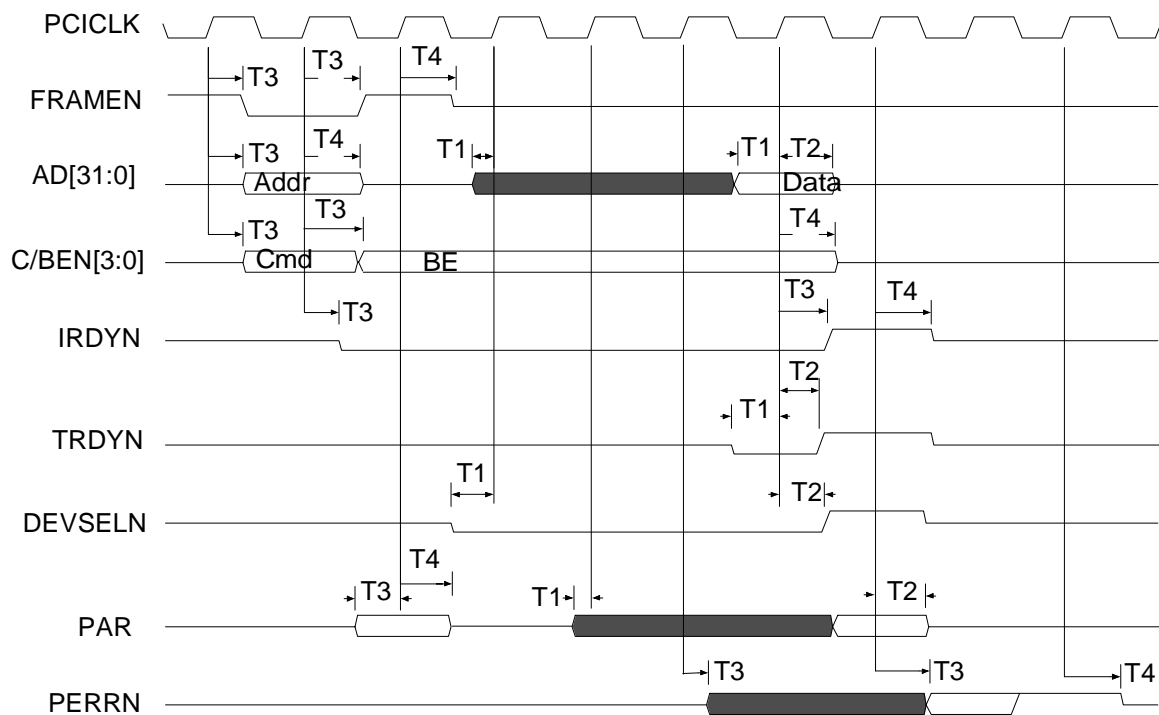 PCICLK
T3
T3
T4
FRAMEN
T3
T4
T1
T1
T2
AD[31:0]
Addr
Data
T3
T3
T4
C/BEN[3:0]
Cmd
BE
T3
T3
T4
IRDYN
T2
T1
TRDYN
T1
T2
DEVSELN
T4
T3
T1
T2
PAR
T3
T3
T4
PERRN